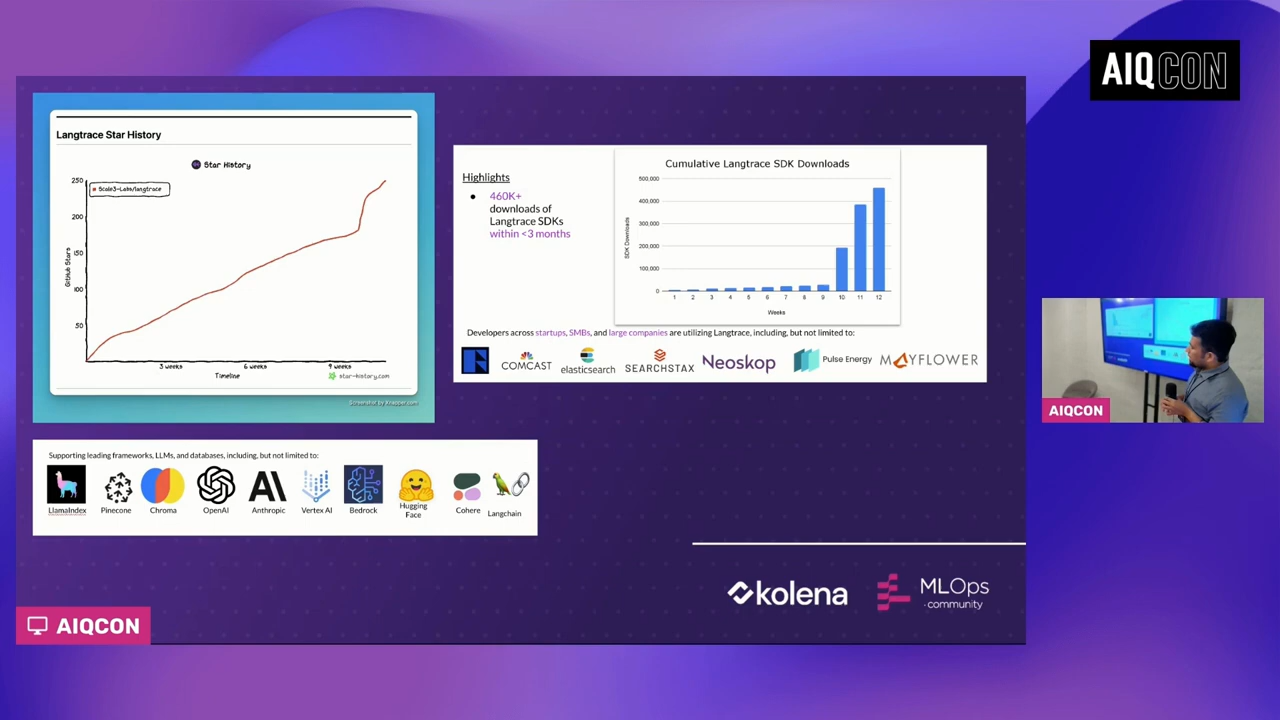 AIQCON
Langtrace Star History
Star History
Scale3-Labs/langtrace
GitHub Stars
250
200
150
100
50
3 weeks
6 weeks
9 weeks
Timeline
star-history.com
Screenshot by Xnapper.com
Highlights
● 460K+
downloads of
Langtrace SDKs
within <3 months
Cumulative Langtrace SDK Downloads
SDK Downloads
500,000
400,000
300,000
200,000
100,000
0
1 2 3 4 5 6 7 8 9 10 11 12
Weeks
Developers across startups, SMBs, and large companies are utilizing Langtrace, including, but not limited to:
COMCAST
elasticsearch
SEARCHSTAX
Neoskop
Pulse Energy
MAYFLOWER
Supporting leading frameworks, LLMs, and databases, including, but not limited to:
LlamaIndex
Pinecone
Chroma
OpenAI
Anthropic
Vertex AI
Bedrock
Hugging
Face
Cohere
Langchain
kolena
MLOps
community
AIQCON
AIQCON